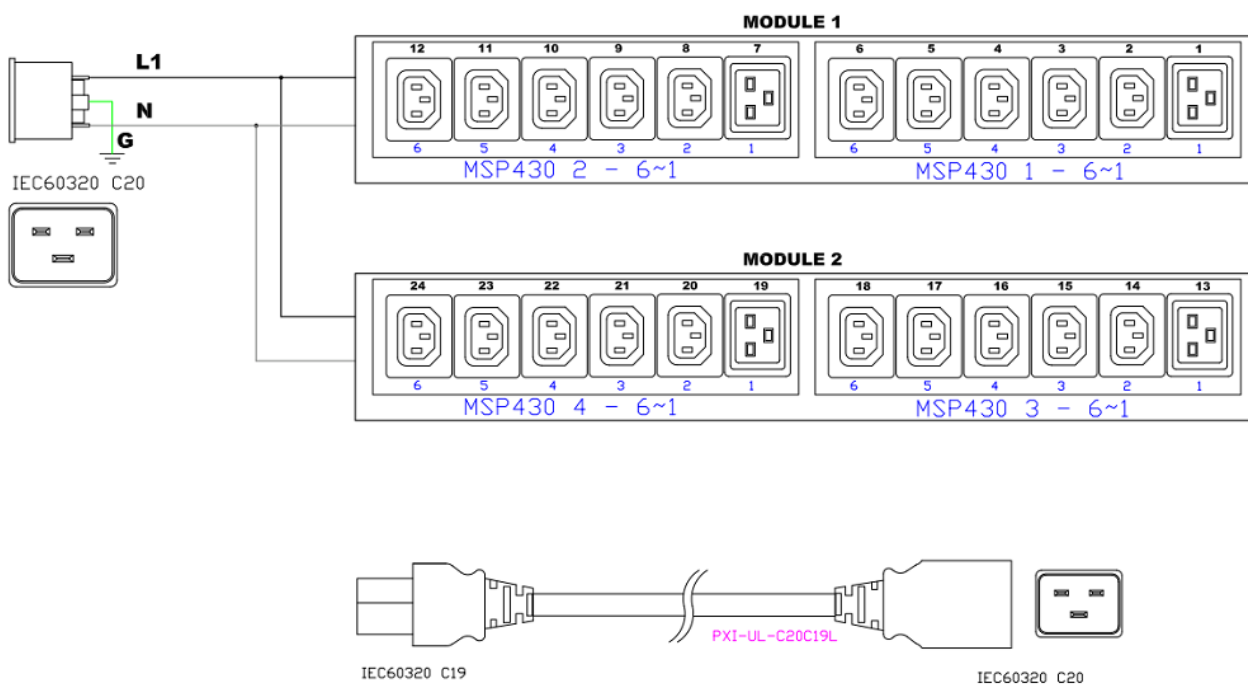 MODULE 1
12 11 10 9 8 7 6 5 4 3 2 1
L1
N
G
6 5 4 3 2 1 6 5 4 3 2 1
MSP430 2 - 6~1 MSP430 1 - 6~1
IEC60320 C20
MODULE 2
24 23 22 21 20 19 18 17 16 15 14 13
6 5 4 3 2 1 6 5 4 3 2 1
MSP430 4 - 6~1 MSP430 3 - 6~1
PXI-UL-C20C19L
IEC60320 C19
IEC60320 C20